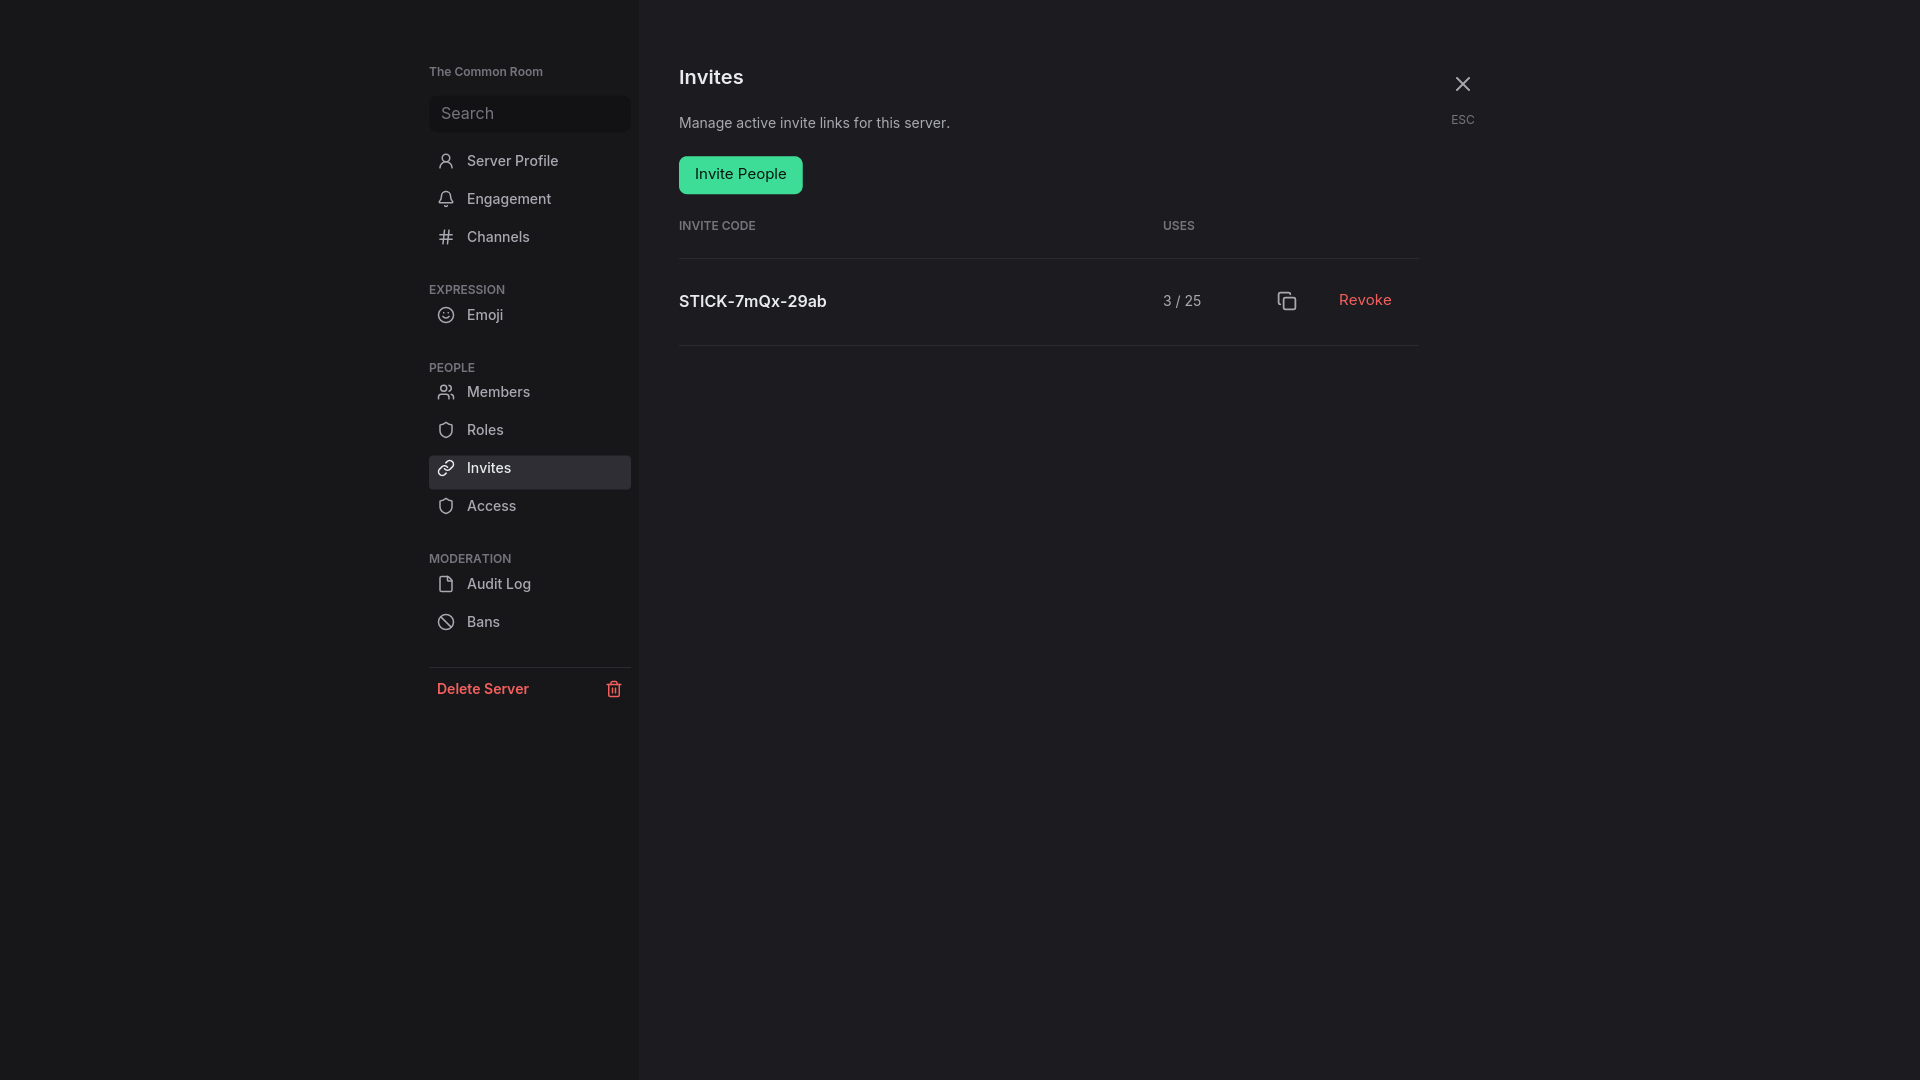 The Common Room
Search
Server Profile
Engagement
Channels
EXPRESSION
Emoji
PEOPLE
Members
Roles
Invites
Access
MODERATION
Audit Log
Bans
Delete Server
Invites
Manage active invite links for this server.
Invite People
INVITE CODE USES
STICK-7mQx-29ab 3 / 25 Revoke
ESC